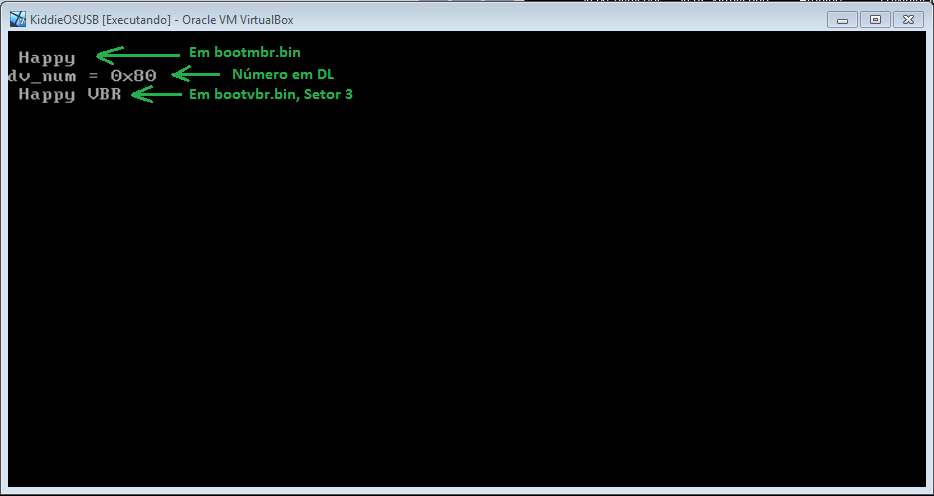 KiddieOSUSB [Executando] - Oracle VM VirtualBox
Happy Em bootmbr.bin
dv_num = 0x80 Número em DL
Happy VBR Em bootvbr.bin, Setor 3